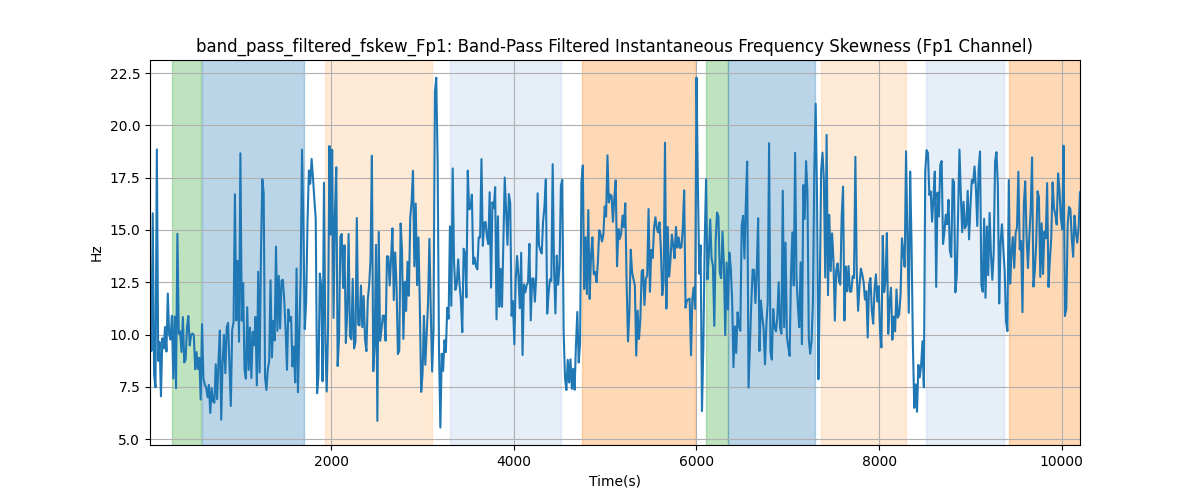 band_pass_filtered_fskew_Fp1: Band-Pass Filtered Instantaneous Frequency Skewness (Fp1 Channel)
22.5
20.0
17.5
15.0
12.5
10.0
7.5
5.0
Hz
2000 4000 6000 8000 10000
Time(s)